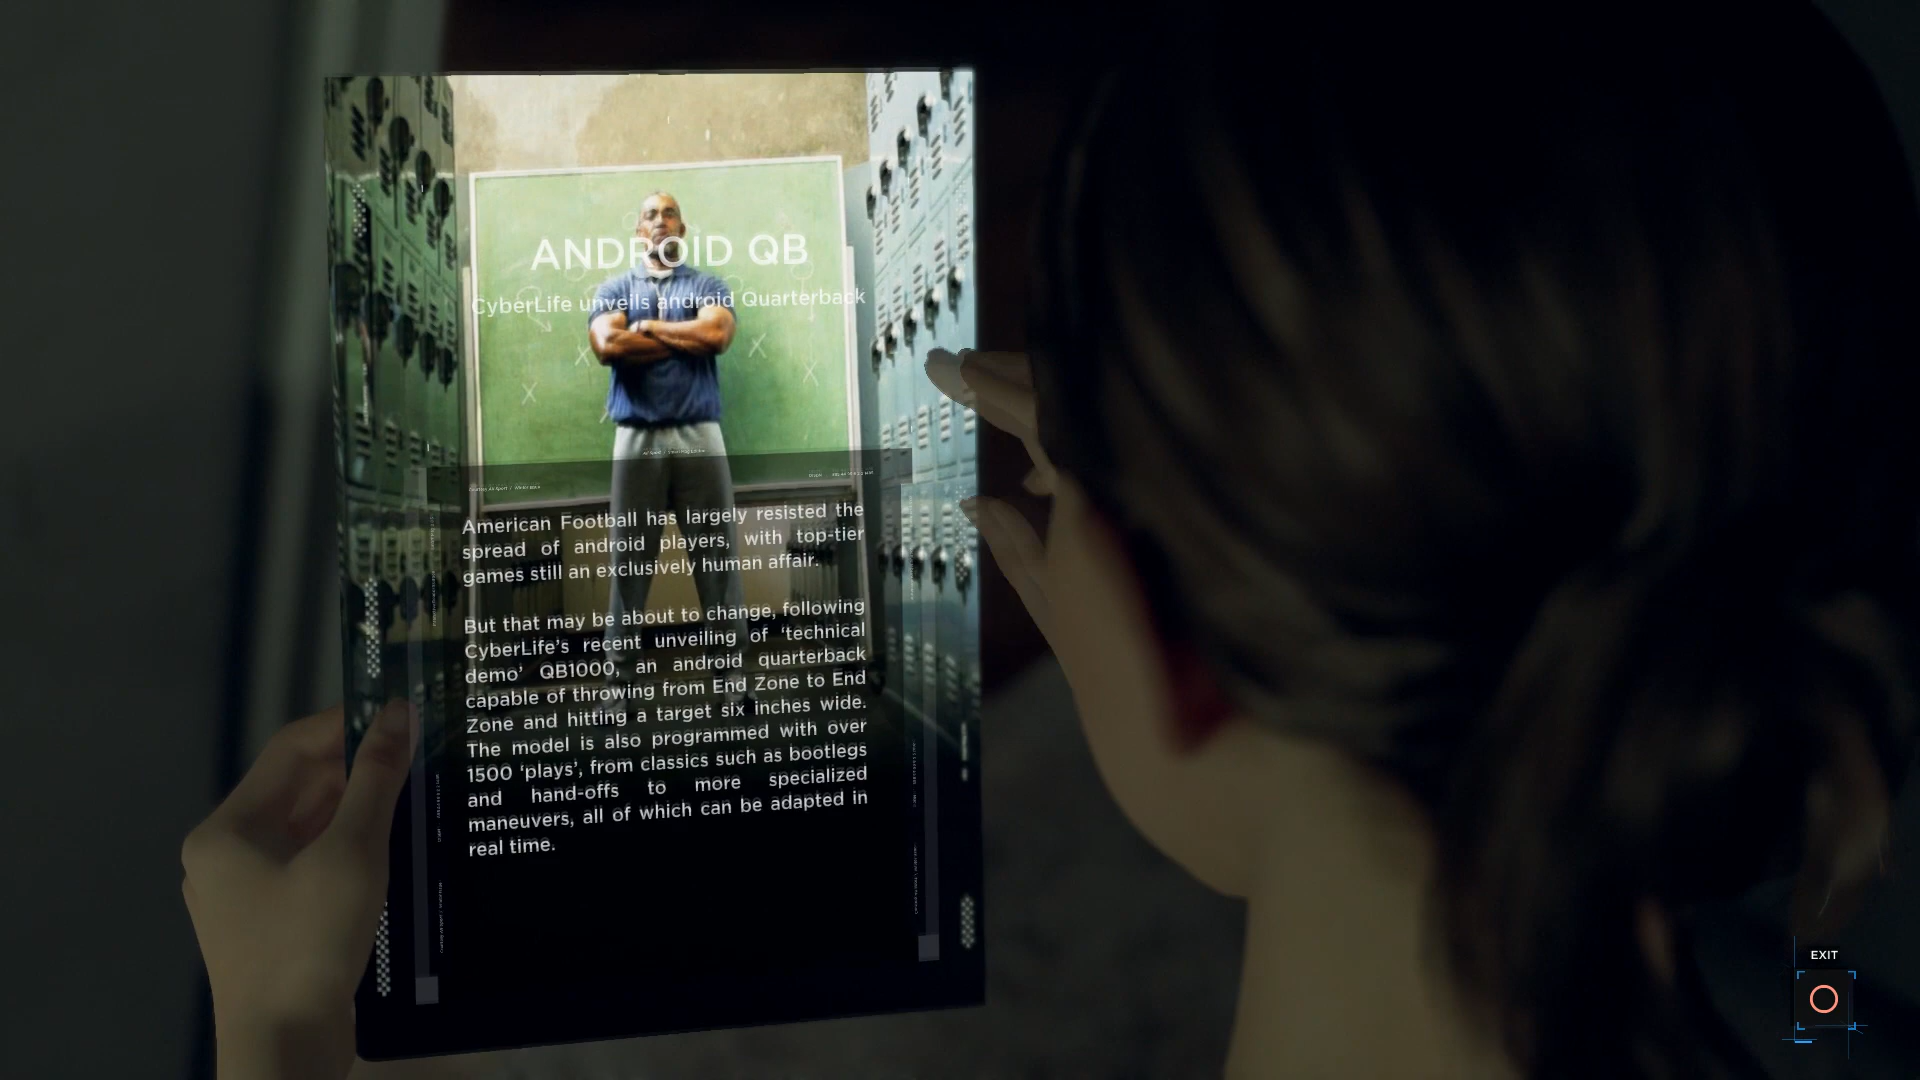 ANDROID QB
CyberLife unveils android Quarterback
American Football has largely resisted the
spread of android players, with top-tier
games still an exclusively human affair.
But that may be about to change, following
CyberLife's recent unveiling of 'technical
demo' QB1000, an android quarterback
capable of throwing from End Zone to End
Zone and hitting a target six inches wide.
The model is also programmed with over
1500 'plays', from classics such as bootlegs
and hand-offs to more specialized
maneuvers, all of which can be adapted in
real time.
EXIT